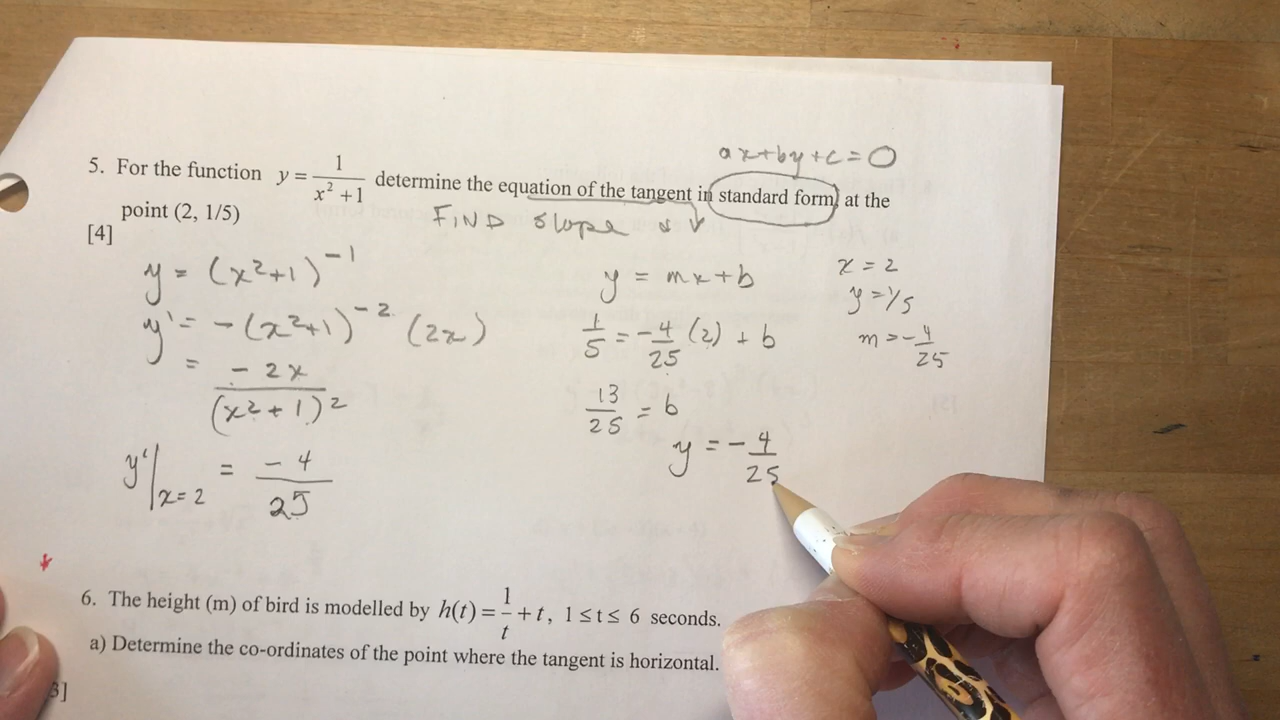 ax+by+c=0
5. For the function y = 1/(x² +1) determine the equation of the tangent in standard form, at the
point (2, 1/5)
[4]
FIND slope
y = (x²+1)⁻¹
y' = -(x²+1)⁻² (2x)
= -2x/(x²+1)²
y'|x=2 = -4/25
y = mx+b
1/5 = -4/25 (2) + b
13/25 = b
y = -4/25
x = 2
y = 1/5
m = -4/25
6. The height (m) of bird is modelled by h(t) = 1/t + t, 1 ≤ t ≤ 6 seconds.
a) Determine the co-ordinates of the point where the tangent is horizontal.
3]